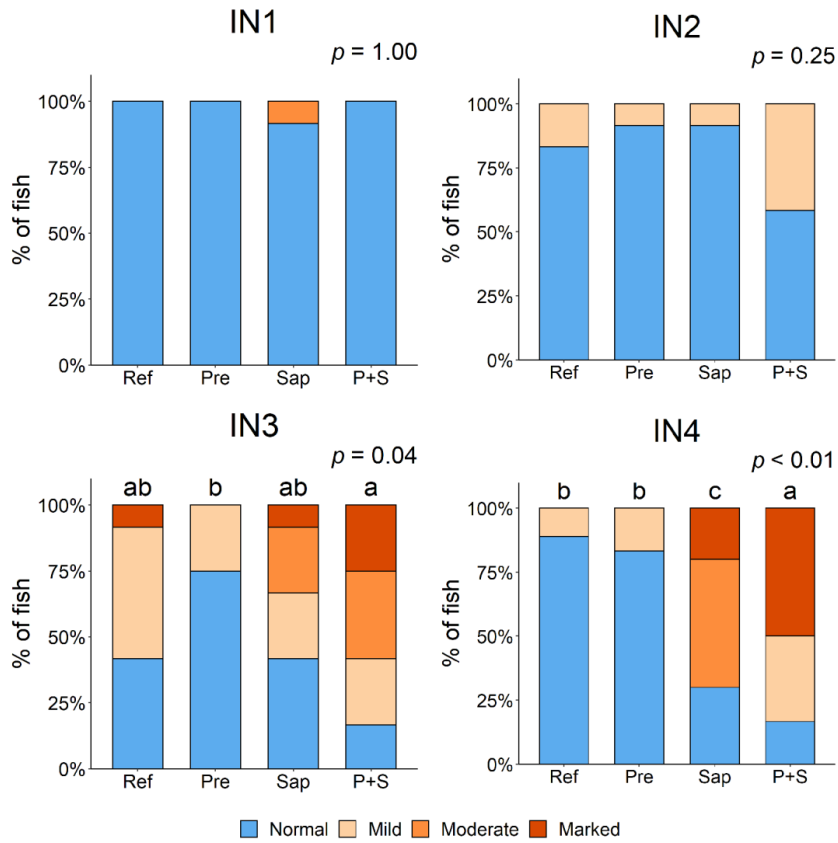 IN1
p = 1.00
100%
75%
50%
25%
0%
% of fish
Ref Pre Sap P+S
IN2
p = 0.25
100%
75%
50%
25%
0%
% of fish
Ref Pre Sap P+S
IN3
p = 0.04
ab b ab a
100%
75%
50%
25%
0%
% of fish
Ref Pre Sap P+S
IN4
p < 0.01
b b c a
100%
75%
50%
25%
0%
% of fish
Ref Pre Sap P+S
Normal Mild Moderate Marked